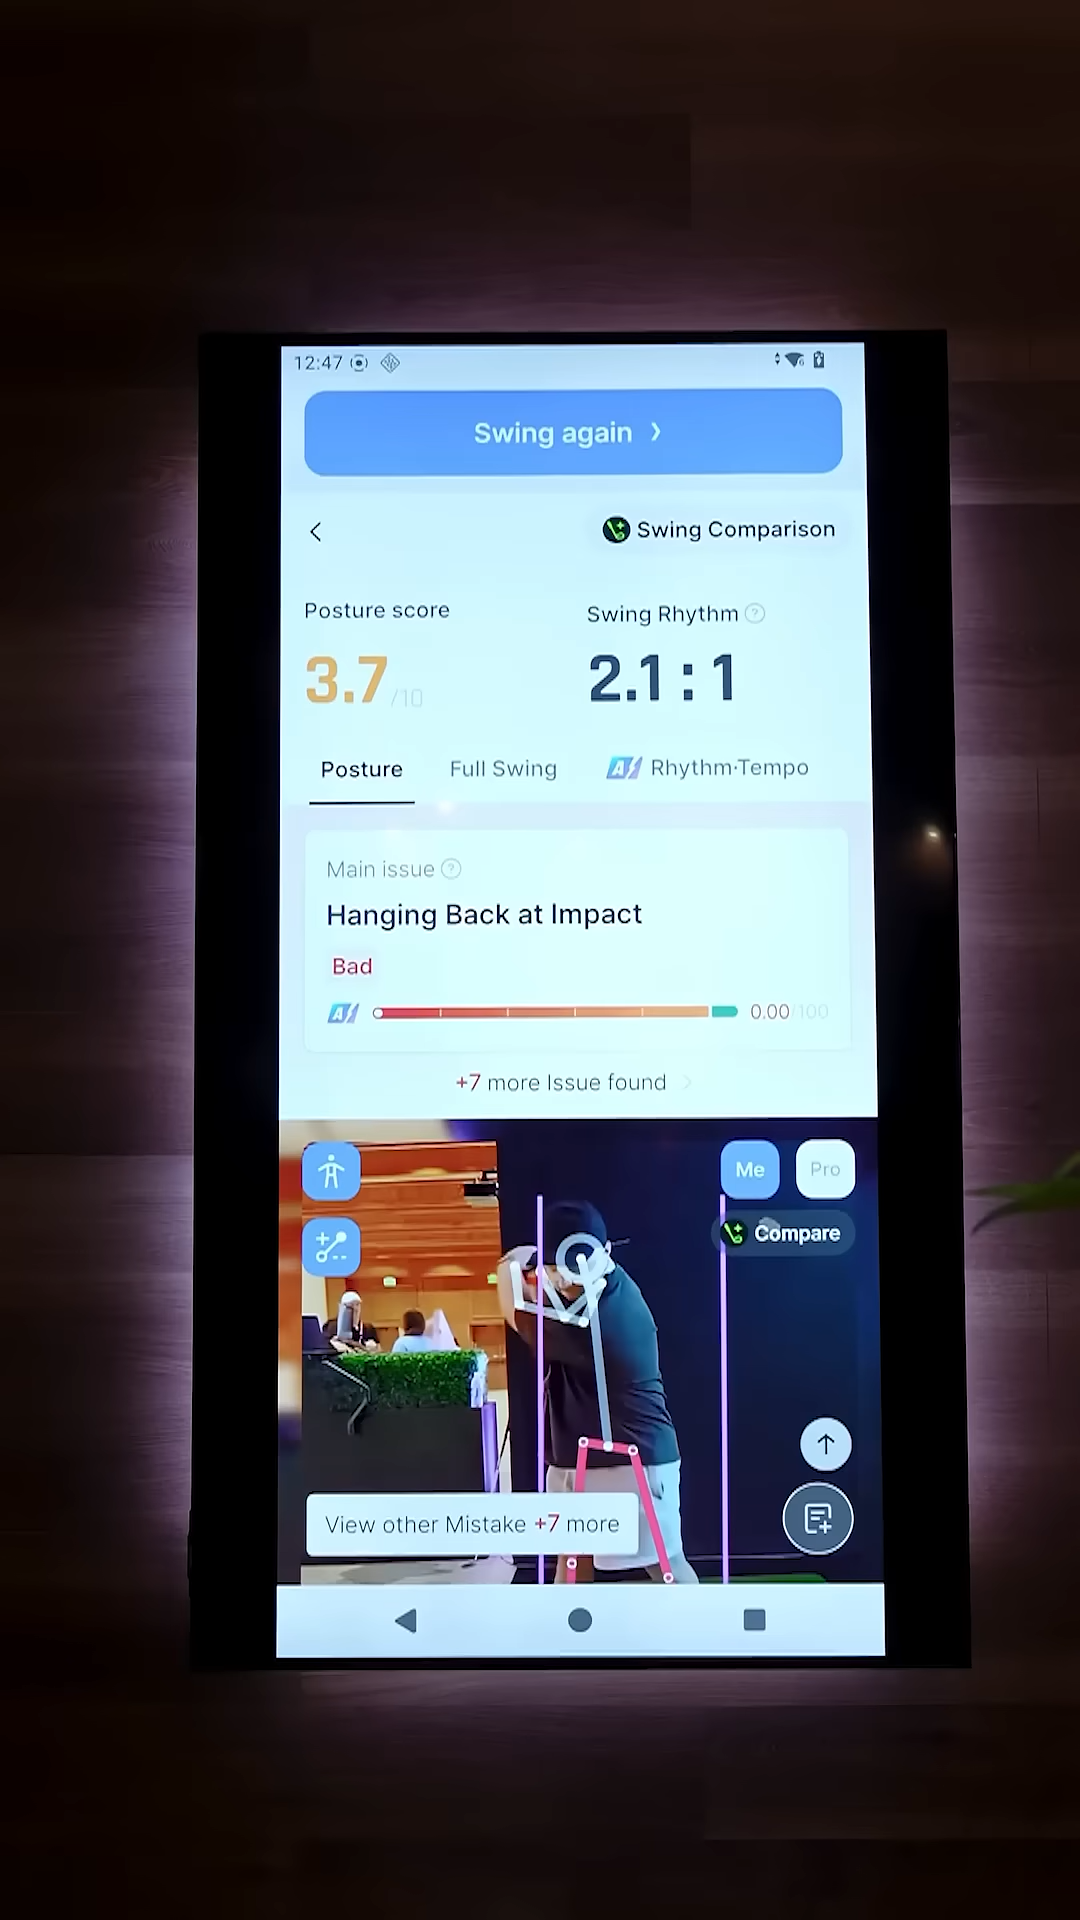 12:47
Swing again
Swing Comparison
Posture score
Swing Rhythm ?
3.7 /10
2.1 : 1
Posture
Full Swing
AI Rhythm·Tempo
Main issue ?
Hanging Back at Impact
Bad
AI 0.00/100
+7 more Issue found
Me
Pro
Compare
View other Mistake +7 more